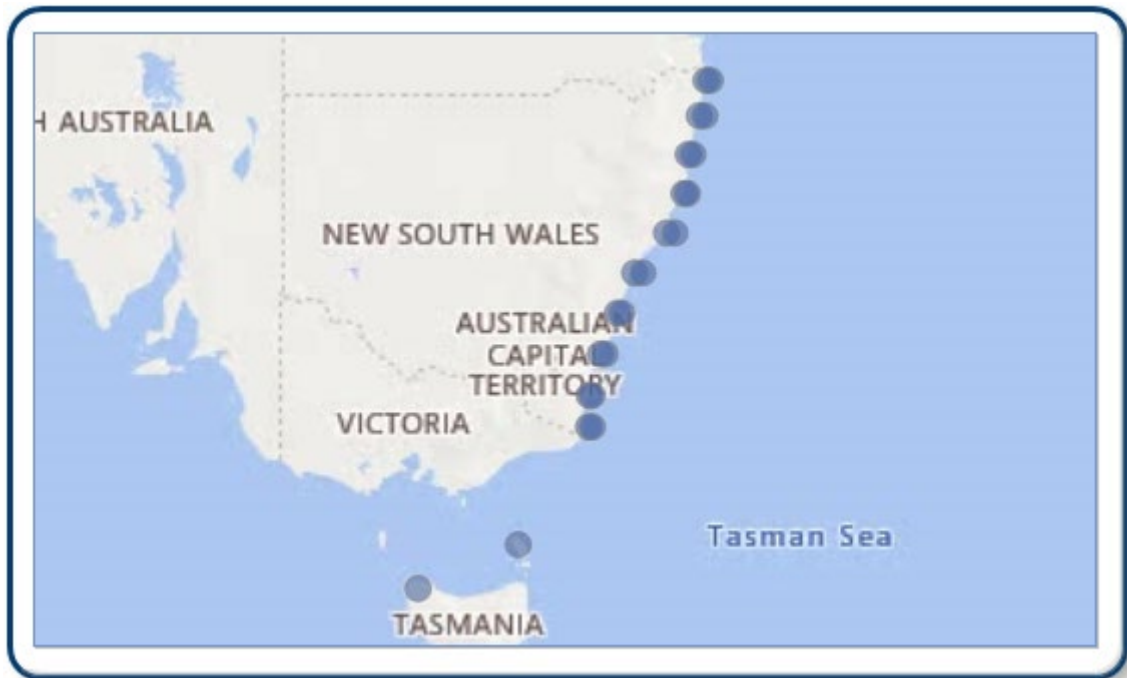 H AUSTRALIA
NEW SOUTH WALES
AUSTRALIAN
CAPITAL
TERRITORY
VICTORIA
Tasman Sea
TASMANIA